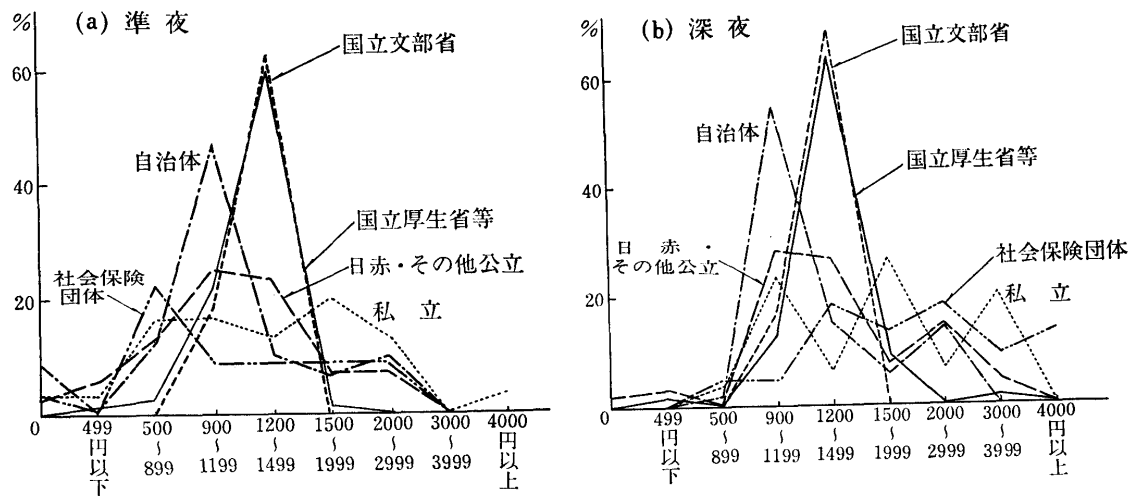 (a) 準 夜
%
60
40
20
国立文部省
自治体
国立厚生省等
日赤・その他公立
社会保険
団体
私 立
0
499
円以下
500
〜
899
900
〜
1199
1200
〜
1499
1500
〜
1999
2000
〜
2999
3000
〜
3999
4000
円以上
(b) 深 夜
%
60
40
20
国立文部省
自治体
国立厚生省等
日 赤 ・
その他公立
社会保険団体
私 立
0
499
円以下
500
〜
899
900
〜
1199
1200
〜
1499
1500
〜
1999
2000
〜
2999
3000
〜
3999
4000
円以上